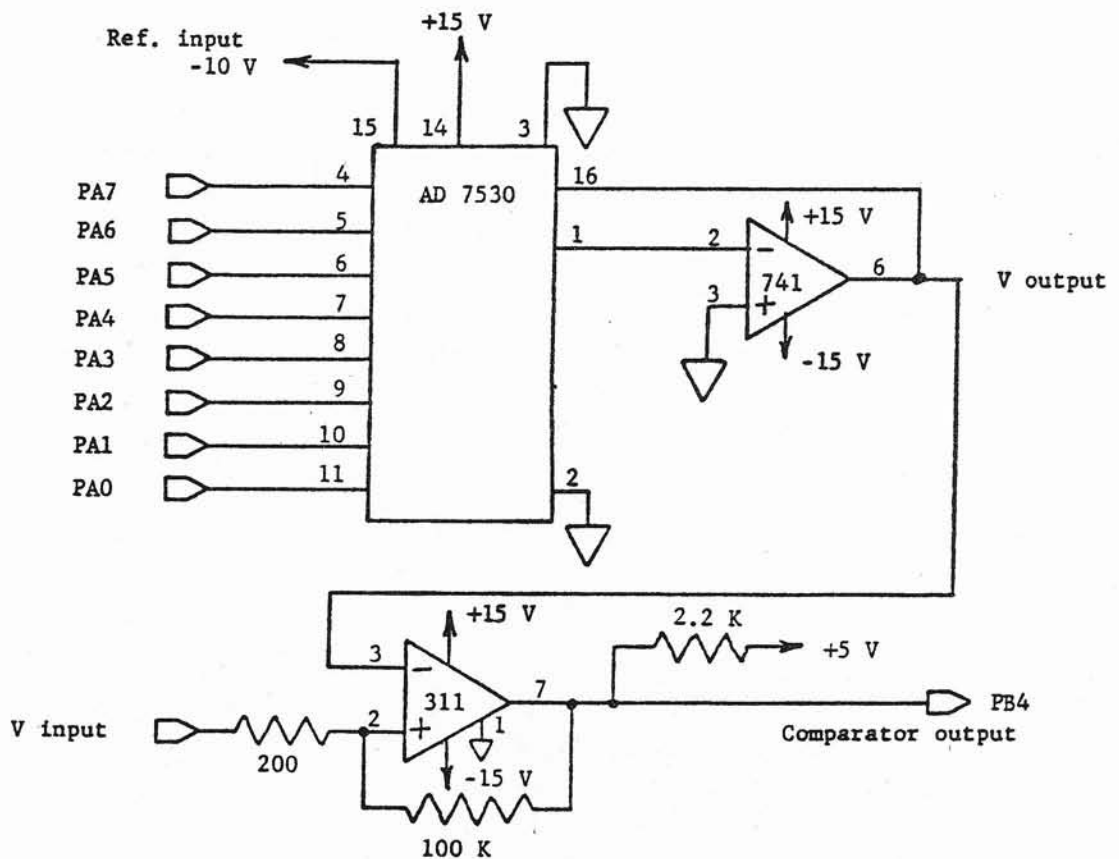 Ref. input
-10 V
+15 V
15
14
3
PA7
4
AD 7530
16
PA6
5
1
2
+15 V
PA5
6
-
741
6
V output
PA4
7
3
+
PA3
8
-15 V
PA2
9
PA1
10
PA0
11
2
+15 V
2.2 K
+5 V
3
-
311
7
PB4
V input
2
+
1
Comparator output
200
-15 V
100 K